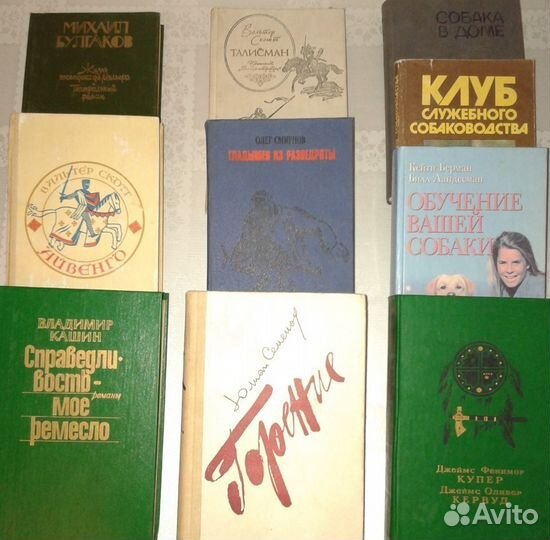 МИХАИЛ
БУЛГАКОВ
Жизнь
господина де Мольера
Театральный
роман
Вальтер Скотт
ТАЛИСМАН
СОБАКА
В ДОМЕ
КЛУБ
СЛУЖЕБНОГО
СОБАКОВОДСТВА
ВАЛЬТЕР СКОТТ
АЙВЕНГО
ОЛЕГ СМИРНОВ
ГЛАДЫШЕВ ИЗ РАЗВЕДРОТЫ
Кейти Берман
Билл Ландесман
ОБУЧЕНИЕ
ВАШЕЙ
СОБАКИ
ВЛАДИМИР
КАШИН
Справедли-
вость -
романы
мое
ремесло
Юлиан Семенов
Горение
Джеймс Фенимор
КУПЕР
Джеймс Оливер
КЕРВУД
Avito